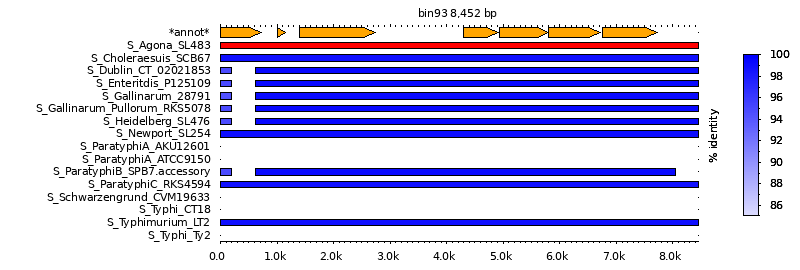 bin93 8,452 bp
*annot*
S_Agona_SL483
S_Choleraesuis_SCB67
S_Dublin_CT_02021853
S_Enteritdis_P125109
S_Gallinarum_28791
S_Gallinarum_Pullorum_RKS5078
S_Heidelberg_SL476
S_Newport_SL254
S_ParatyphiA_AKU12601
S_ParatyphiA_ATCC9150
S_ParatyphiB_SPB7.accessory
S_ParatyphiC_RKS4594
S_Schwarzengrund_CVM19633
S_Typhi_CT18
S_Typhimurium_LT2
S_Typhi_Ty2
0.0 1.0k 2.0k 3.0k 4.0k 5.0k 6.0k 7.0k 8.0k
% identity
100
98
96
94
92
90
88
86